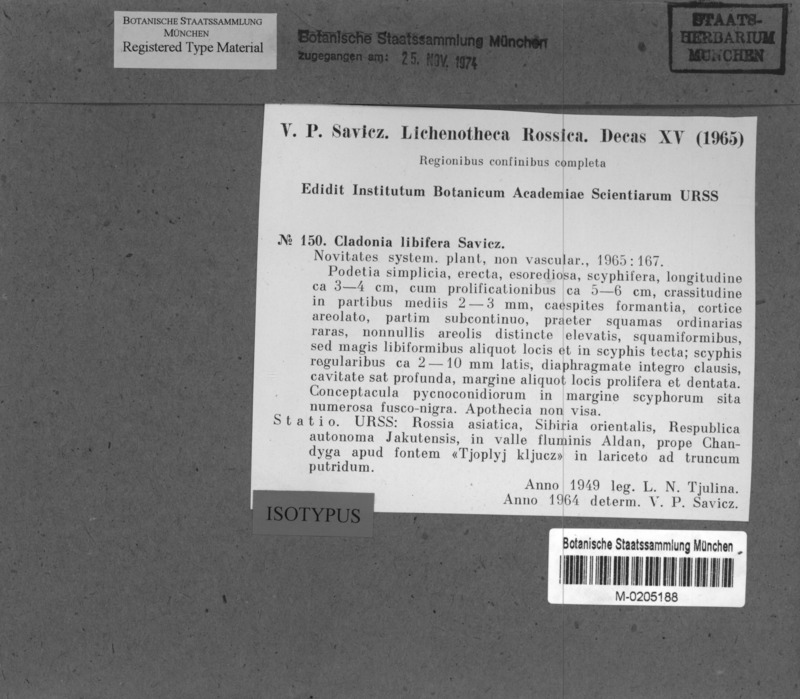 BOTANISCHE STAATSSAMMLUNG
MÜNCHEN
Registered Type Material
Botanische Staatssammlung München
zugegangen am: 25. NOV. 1974
STAATS-
HERBARIUM
MÜNCHEN
V. P. Savicz. Lichenotheca Rossica. Decas XV (1965)
Regionibus confinibus completa
Edidit Institutum Botanicum Academiae Scientiarum URSS
№ 150. Cladonia libifera Savicz.
Novitates system. plant, non vascular., 1965 : 167.
Podetia simplicia, erecta, esorediosa, scyphifera, longitudine
ca 3—4 cm, cum prolificationibus ca 5—6 cm, crassitudine
in partibus mediis 2 — 3 mm, caespites formantia, cortice
areolato, partim subcontinuo, praeter squamas ordinarias
raras, nonnullis areolis distincte elevatis, squamiformibus,
sed magis libiformibus aliquot locis et in scyphis tecta; scyphis
regularibus ca 2 — 10 mm latis, diaphragmate integro clausis,
cavitate sat profunda, margine aliquot locis prolifera et dentata.
Conceptacula pycnoconidiorum in margine scyphorum sita
numerosa fusco-nigra. Apothecia non visa.
Statio. URSS: Rossia asiatica, Sibiria orientalis, Respublica
autonoma Jakutensis, in valle fluminis Aldan, prope Chan-
dyga apud fontem «Tjoplyj kljucz» in lariceto ad truncum
putridum.
Anno 1949 leg. L. N. Tjulina.
Anno 1964 determ. V. P. Savicz.
ISOTYPUS
Botanische Staatssammlung München
M-0205188